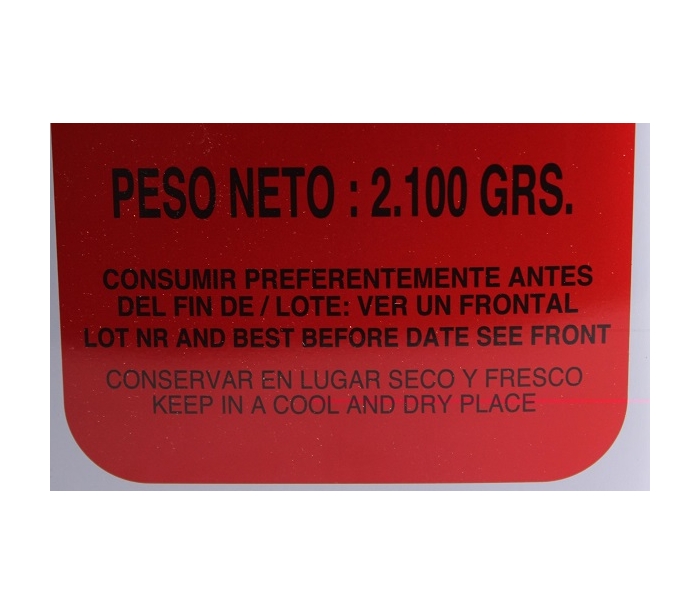 PESO NETO : 2.100 GRS.
CONSUMIR PREFERENTEMENTE ANTES
DEL FIN DE / LOTE: VER UN FRONTAL
LOT NR AND BEST BEFORE DATE SEE FRONT
CONSERVAR EN LUGAR SECO Y FRESCO
KEEP IN A COOL AND DRY PLACE